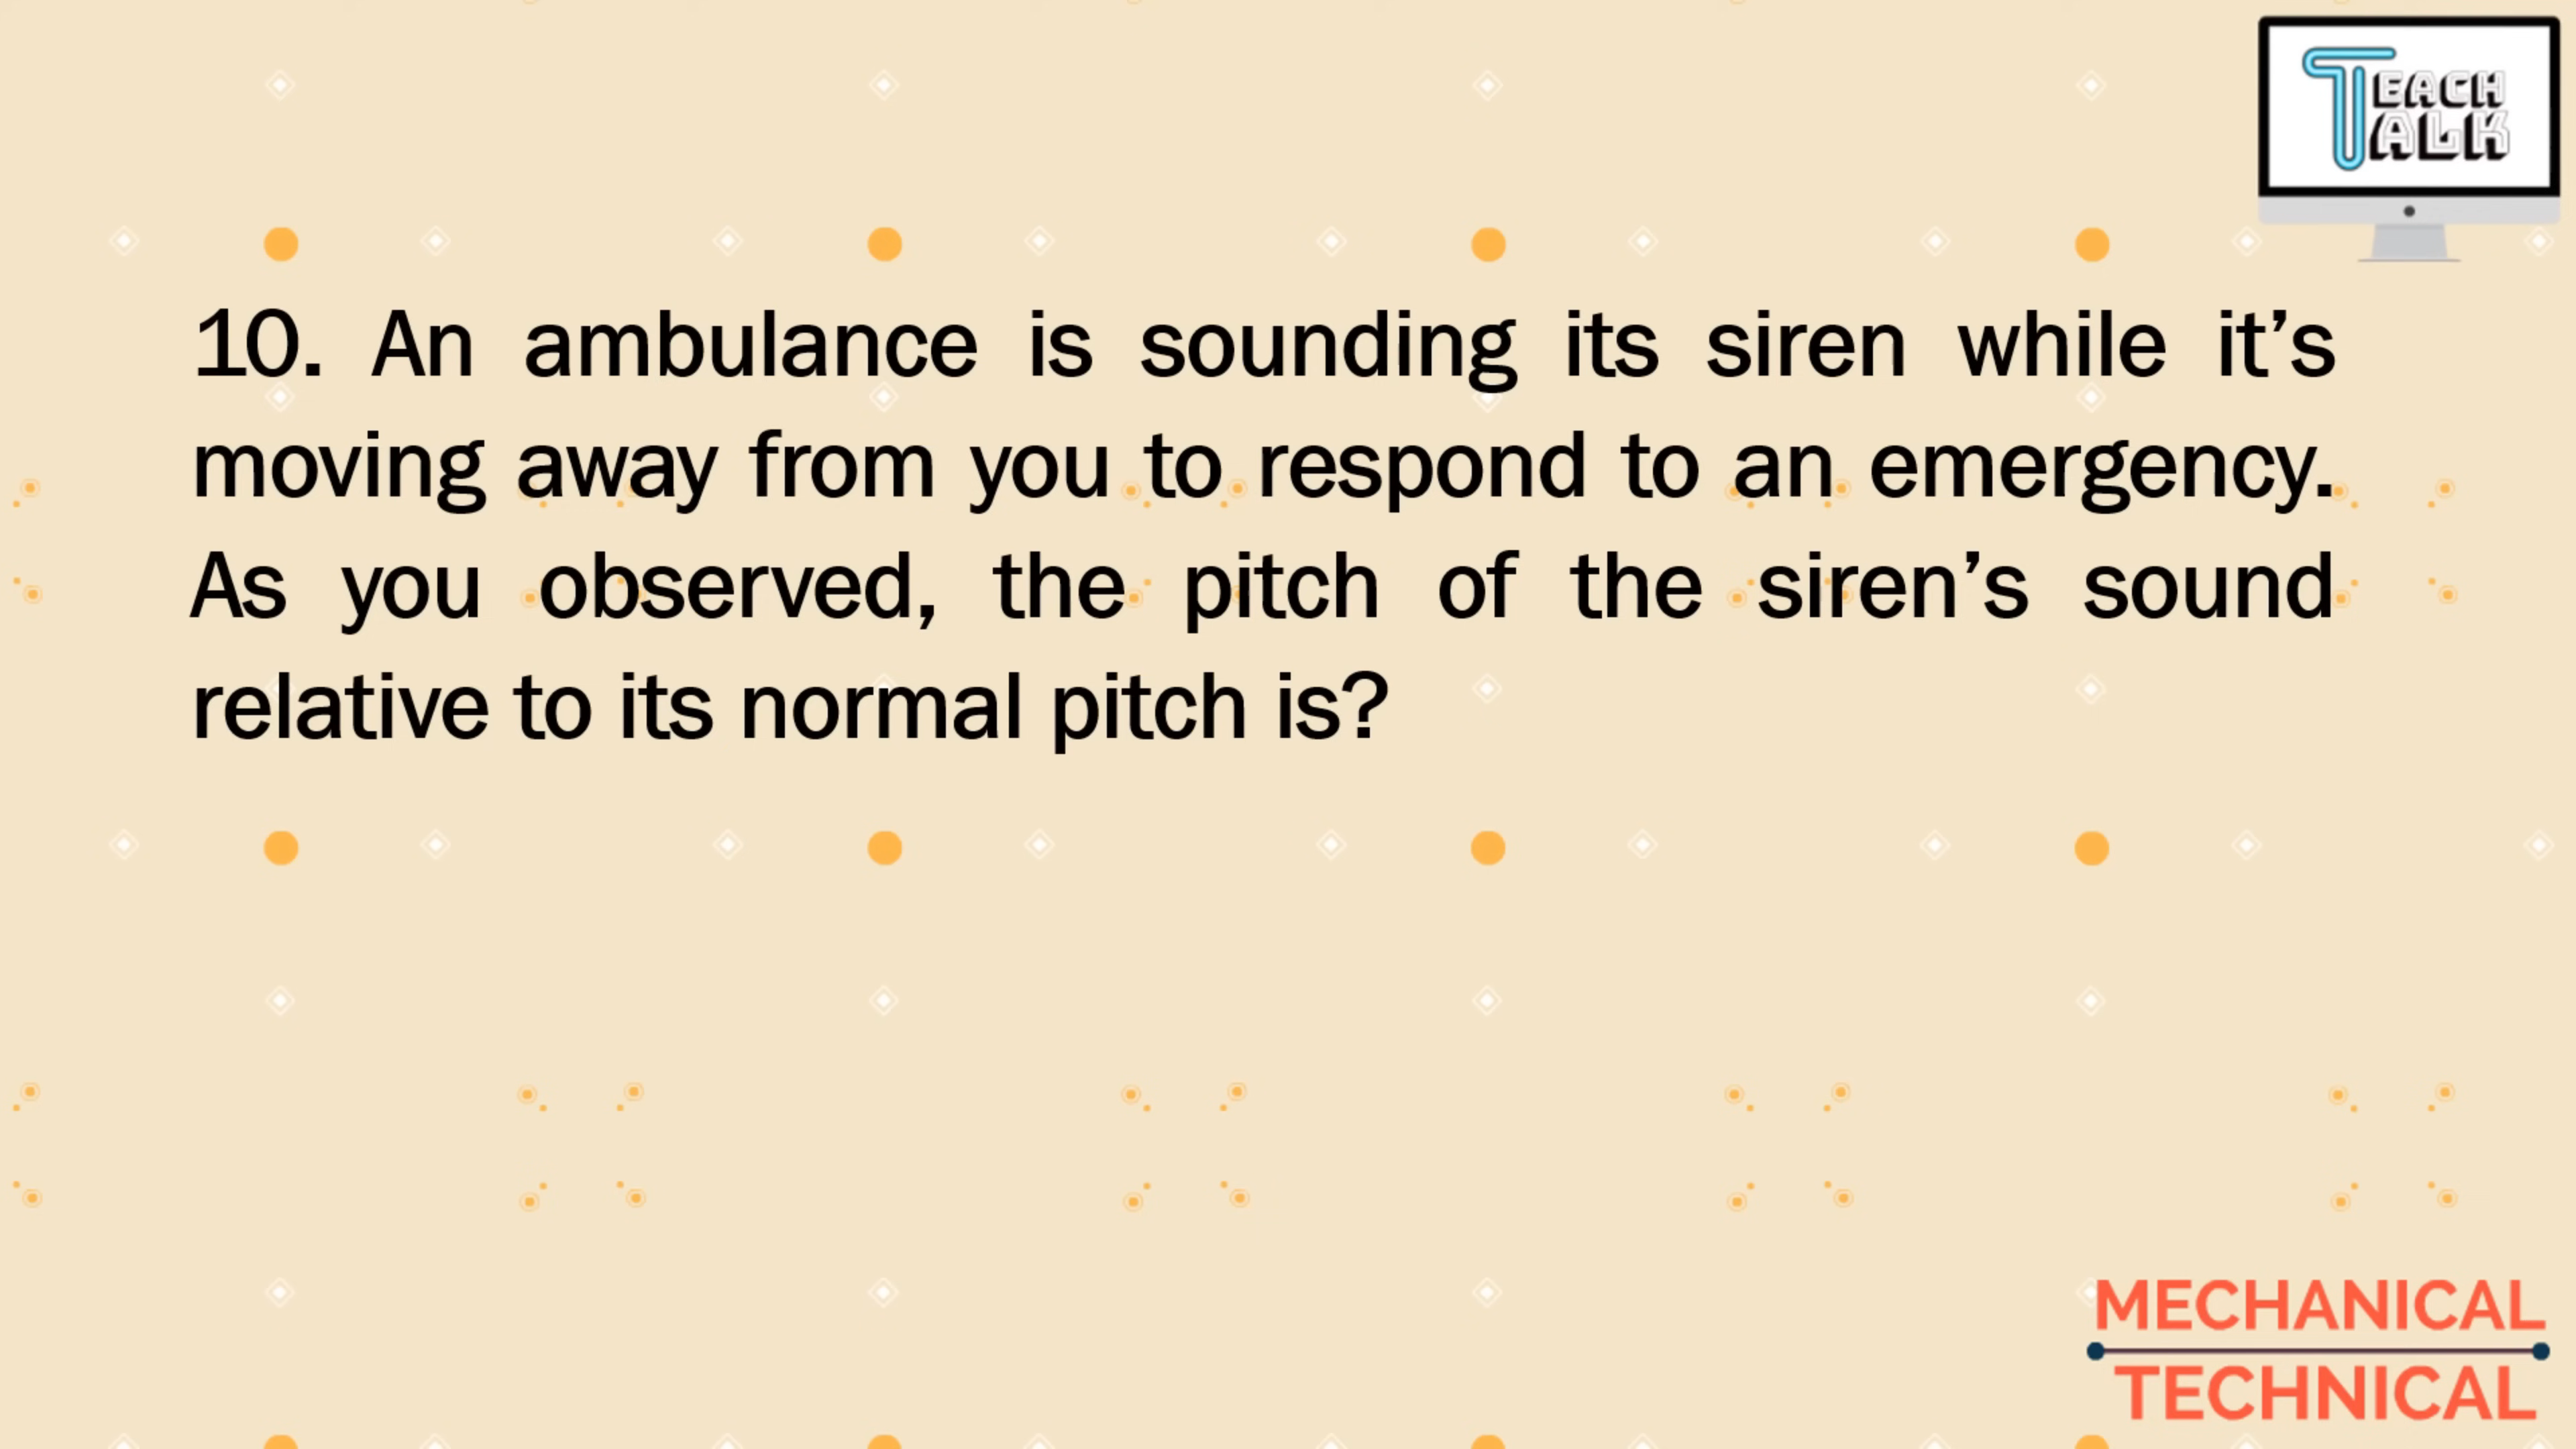 TEACH
TALK
10. An ambulance is sounding its siren while it’s
moving away from you to respond to an emergency.
As you observed, the pitch of the siren’s sound
relative to its normal pitch is?
MECHANICAL
TECHNICAL